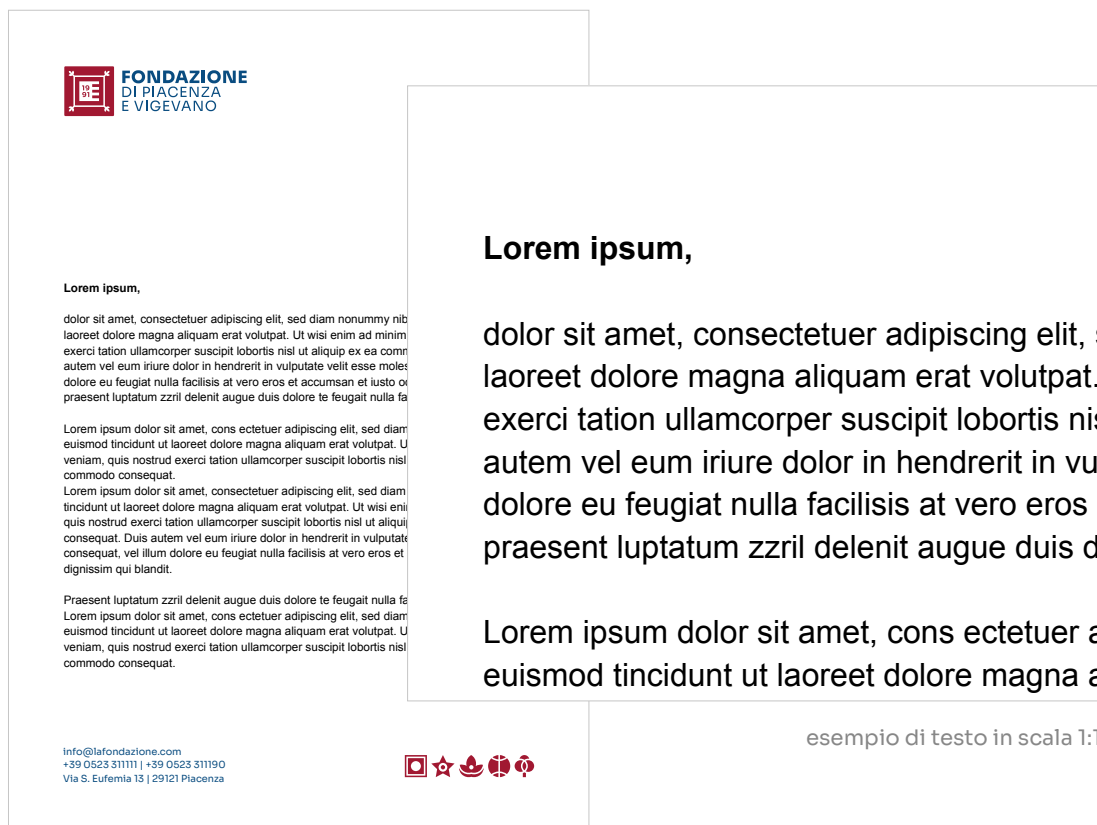 FONDAZIONE
DI PIACENZA
E VIGEVANO
19
91
Lorem ipsum,
dolor sit amet, consectetuer adipiscing elit, sed diam nonummy nib
laoreet dolore magna aliquam erat volutpat. Ut wisi enim ad minim
exerci tation ullamcorper suscipit lobortis nisl ut aliquip ex ea comm
autem vel eum iriure dolor in hendrerit in vulputate velit esse moles
dolore eu feugiat nulla facilisis at vero eros et accumsan et iusto o
praesent luptatum zzril delenit augue duis dolore te feugait nulla fa
Lorem ipsum dolor sit amet, cons ectetuer adipiscing elit, sed diam
euismod tincidunt ut laoreet dolore magna aliquam erat volutpat. U
veniam, quis nostrud exerci tation ullamcorper suscipit lobortis nisl
commodo consequat.
Lorem ipsum dolor sit amet, consectetuer adipiscing elit, sed diam
tincidunt ut laoreet dolore magna aliquam erat volutpat. Ut wisi eni
quis nostrud exerci tation ullamcorper suscipit lobortis nisl ut aliqui
consequat. Duis autem vel eum iriure dolor in hendrerit in vulputate
consequat, vel illum dolore eu feugiat nulla facilisis at vero eros et
dignissim qui blandit.
Praesent luptatum zzril delenit augue duis dolore te feugait nulla fa
Lorem ipsum dolor sit amet, cons ectetuer adipiscing elit, sed diam
euismod tincidunt ut laoreet dolore magna aliquam erat volutpat. U
veniam, quis nostrud exerci tation ullamcorper suscipit lobortis nisl
commodo consequat.
info@lafondazione.com
+39 0523 311111 | +39 0523 311190
Via S. Eufemia 13 | 29121 Piacenza
Lorem ipsum,
dolor sit amet, consectetuer adipiscing elit,
laoreet dolore magna aliquam erat volutpat.
exerci tation ullamcorper suscipit lobortis nis
autem vel eum iriure dolor in hendrerit in vu
dolore eu feugiat nulla facilisis at vero eros
praesent luptatum zzril delenit augue duis d
Lorem ipsum dolor sit amet, cons ectetuer a
euismod tincidunt ut laoreet dolore magna a
esempio di testo in scala 1:1